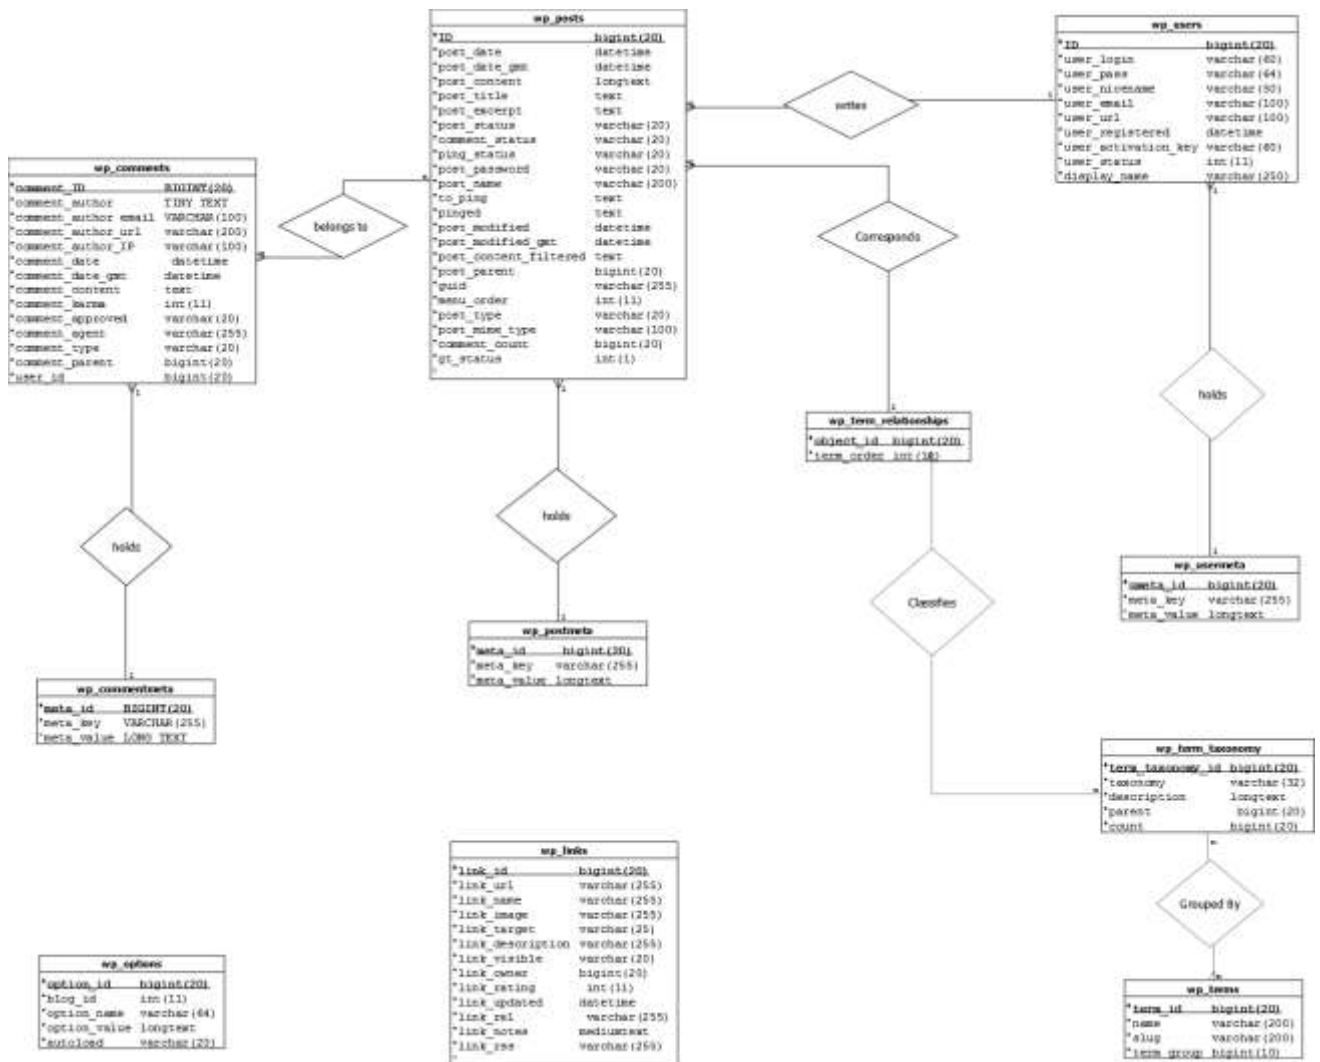 wp_posts
*ID bigint(20)
*post_date datetime
*post_date_gmt datetime
*post_content longtext
*post_title text
*post_excerpt text
*post_status varchar(20)
*comment_status varchar(20)
*ping_status varchar(20)
*post_password varchar(20)
*post_name varchar(200)
*to_ping text
*pinged text
*post_modified datetime
*post_modified_gmt datetime
*post_content_filtered text
*post_parent bigint(20)
*guid varchar(255)
*menu_order int(11)
*post_type varchar(20)
*post_mime_type varchar(100)
*comment_count bigint(20)
*gt_status int(1)
wp_users
*ID bigint(20)
*user_login varchar(60)
*user_pass varchar(64)
*user_nicename varchar(50)
*user_email varchar(100)
*user_url varchar(100)
*user_registered datetime
*user_activation_key varchar(60)
*user_status int(11)
*display_name varchar(250)
writes
wp_comments
*comment_ID BIGINT(20)
*comment_author TINY TEXT
*comment_author_email VARCHAR(100)
*comment_author_url varchar(200)
*comment_author_IP varchar(100)
*comment_date datetime
*comment_date_gmt datetime
*comment_content text
*comment_karma int(11)
*comment_approved varchar(20)
*comment_agent varchar(255)
*comment_type varchar(20)
*comment_parent bigint(20)
*user_id bigint(20)
belongs to
Corresponds
holds
wp_term_relationships
*object_id bigint(20)
*term_order
holds
holds
Classifies
wp_usermeta
*umeta_id bigint(20)
*meta_key varchar(255)
*meta_value longtext
wp_postmeta
*meta_id bigint(20)
*meta_key varchar(255)
*meta_value longtext
wp_commentmeta
*meta_id BIGINT(20)
*meta_key VARCHAR(255)
*meta_value LONG TEXT
wp_term_taxonomy
*term_taxonomy_id bigint(20)
*taxonomy varchar(32)
*description longtext
*parent bigint(20)
*count bigint(20)
Grouped By
wp_links
*link_id bigint(20)
*link_url varchar(255)
*link_name varchar(255)
*link_image varchar(255)
*link_target varchar(25)
*link_description varchar(255)
*link_visible varchar(20)
*link_owner bigint(20)
*link_rating int(11)
*link_updated datetime
*link_rel varchar(255)
*link_notes mediumtext
*link_rss varchar(255)
wp_options
*option_id bigint(20)
*blog_id int(11)
*option_name varchar(64)
*option_value longtext
*autoload varchar(20)
wp_terms
*term_id bigint(20)
*name varchar(200)
*slug varchar(200)
*term_group bigint(10)